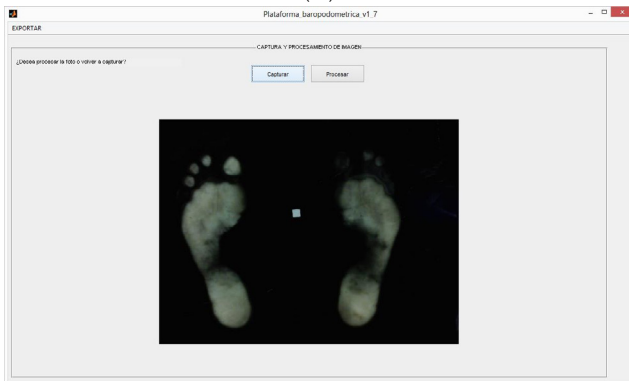 Plataforma_baropodometrica_v1_7
EXPORTAR
CAPTURA Y PROCESAMIENTO DE IMAGEN
¿Desea procesar la foto o volver a capturar?
Capturar
Procesar